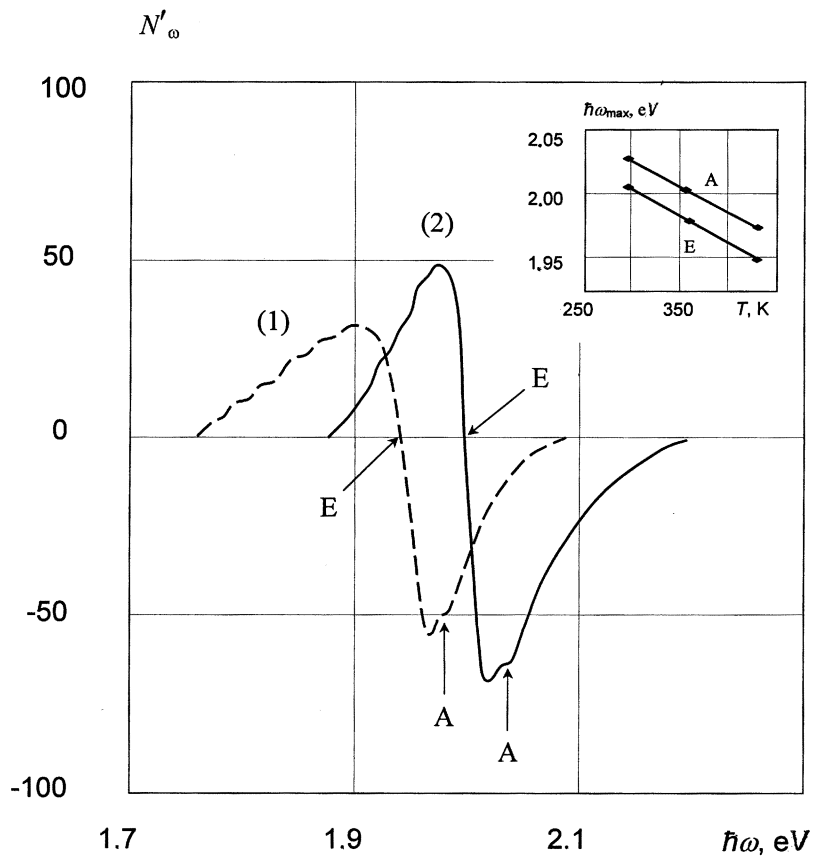 N′ω
100
50
0
-50
-100
1.7
1.9
2.1
ħω, eV
(1)
(2)
E
E
A
A
ħωmax, eV
2,05
2,00
1,95
250
350
T, K
A
E